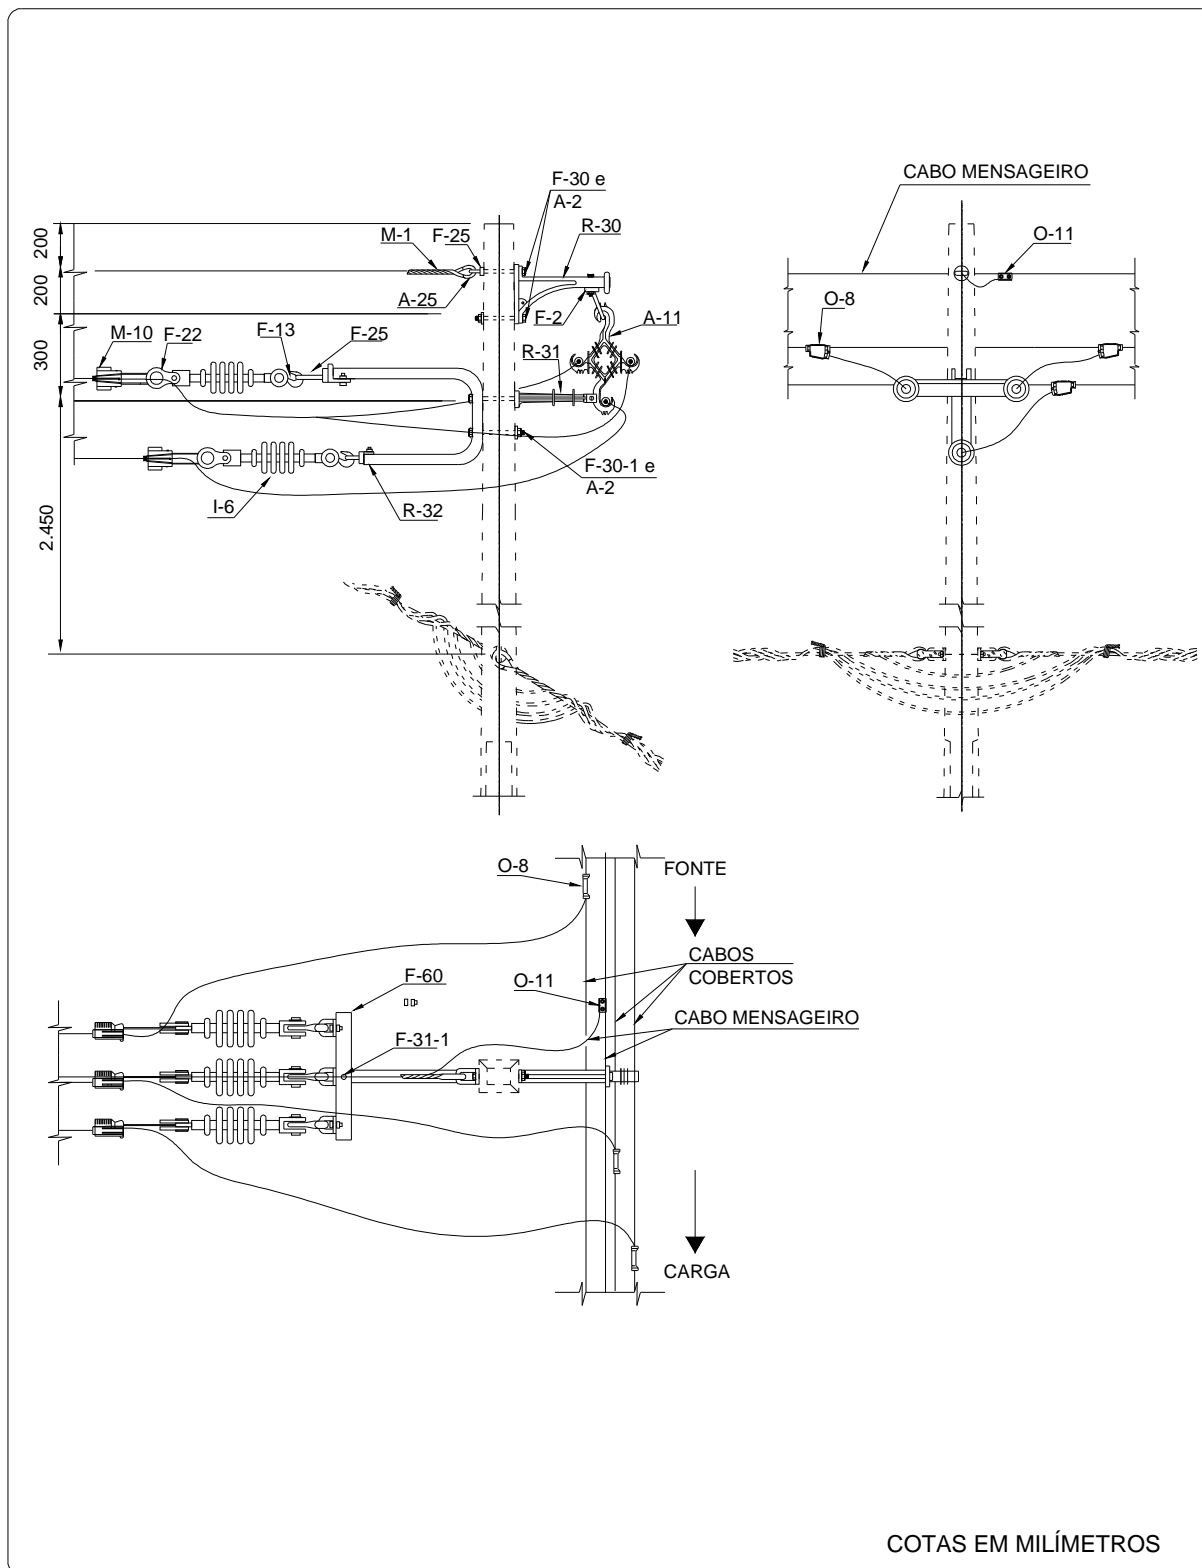 CABO MENSAGEIRO
F-30 e
A-2
R-30
M-1
F-25
O-11
200
200
A-25
O-8
F-2
A-11
M-10
F-22
F-13
F-25
R-31
300
F-30-1 e
A-2
I-6
R-32
2.450
O-8
FONTE
CABOS
COBERTOS
F-60
O-11
CABO MENSAGEIRO
F-31-1
CARGA
COTAS EM MILÍMETROS